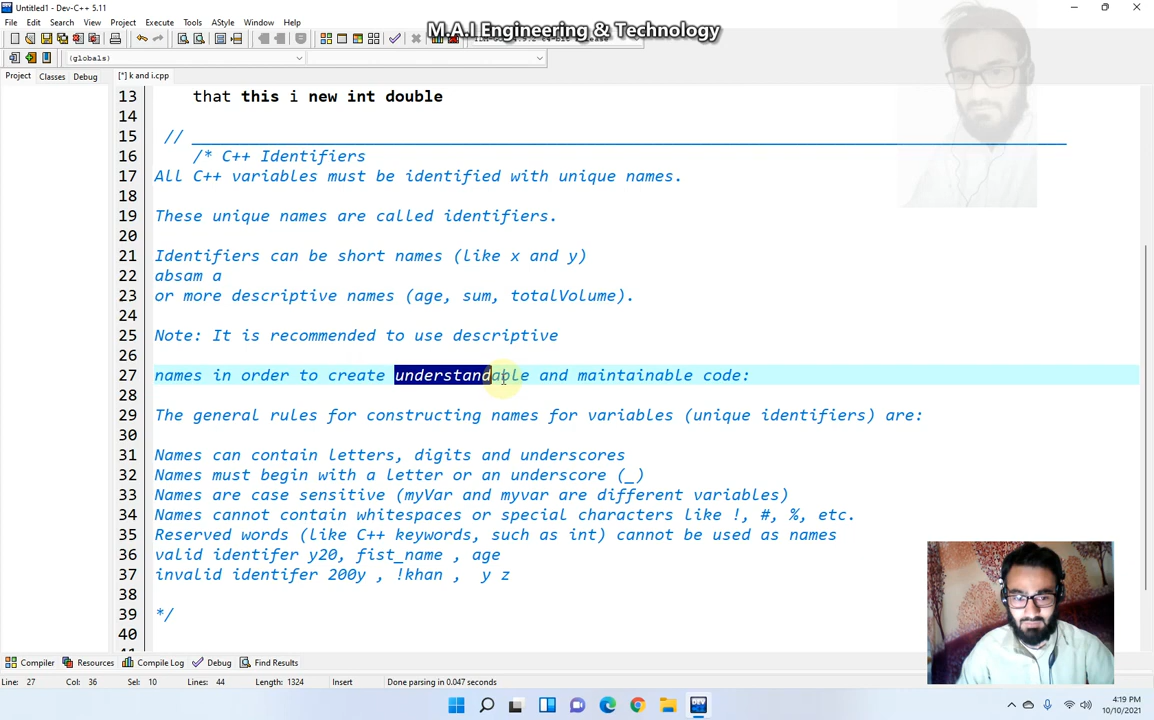 Untitled1 - Dev-C++ 5.11
File Edit Search View Project Execute Tools AStyle Window Help
M.A.I Engineering & Technology
(globals)
Project Classes Debug
[*] k and i.cpp
13 that this i new int double
14
15 // ___
16 /* C++ Identifiers
17 All C++ variables must be identified with unique names.
18
19 These unique names are called identifiers.
20
21 Identifiers can be short names (like x and y)
22 absam a
23 or more descriptive names (age, sum, totalVolume).
24
25 Note: It is recommended to use descriptive
26
27 names in order to create understandable and maintainable code:
28
29 The general rules for constructing names for variables (unique identifiers) are:
30
31 Names can contain letters, digits and underscores
32 Names must begin with a letter or an underscore (_)
33 Names are case sensitive (myVar and myvar are different variables)
34 Names cannot contain whitespaces or special characters like !, #, %, etc.
35 Reserved words (like C++ keywords, such as int) cannot be used as names
36 valid identifer y20, fist_name , age
37 invalid identifer 200y , !khan ,  y z
38
39 */
40
Compiler Resources Compile Log Debug Find Results
Line: 27 Col: 36 Sel: 10 Lines: 44 Length: 1324 Insert Done parsing in 0.047 seconds
DEV
4:19 PM
10/10/2021